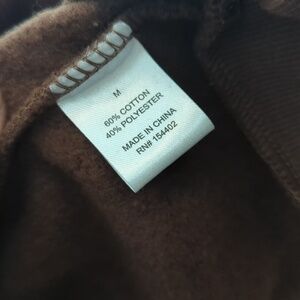 M
60% COTTON
40% POLYESTER
MADE IN CHINA
RN# 154402